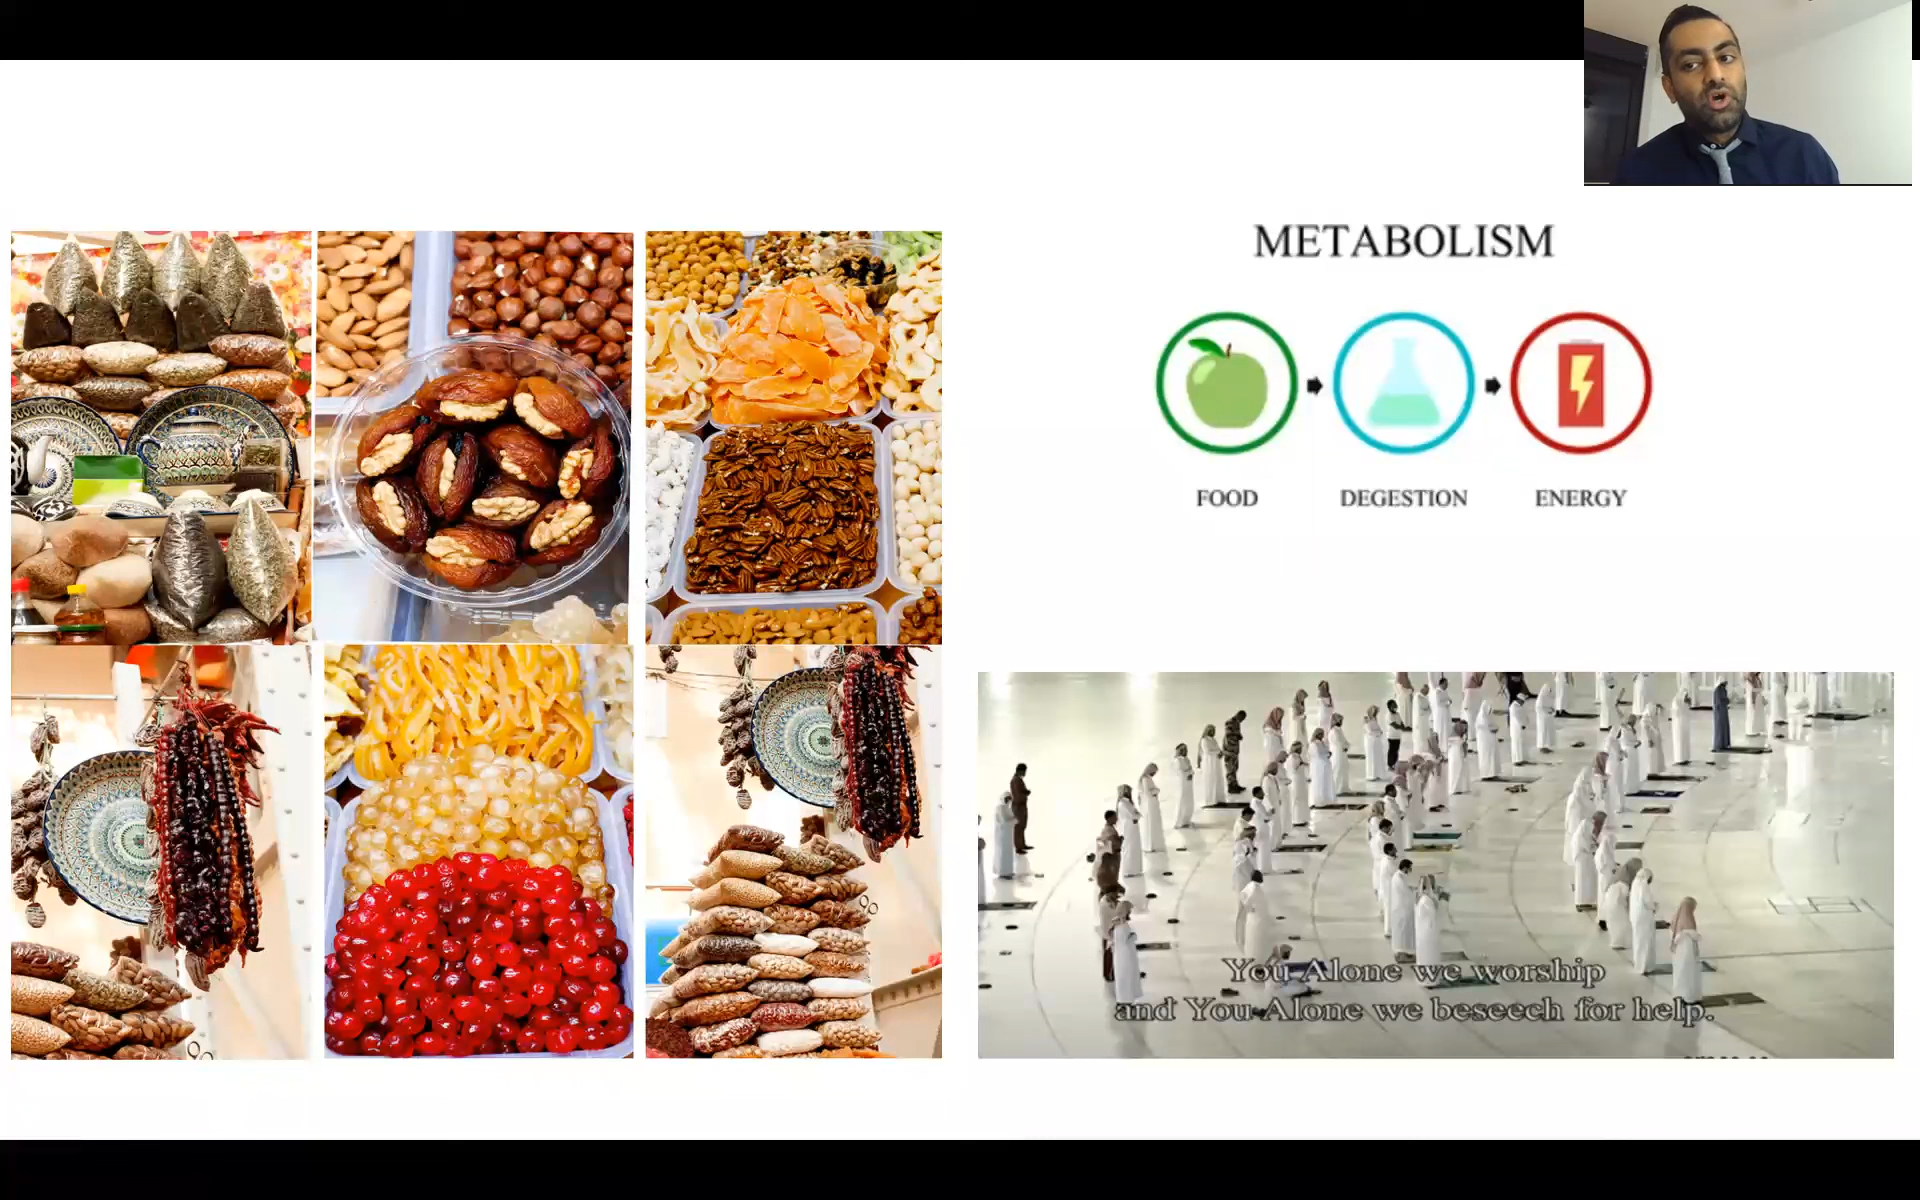 METABOLISM
FOOD
DEGESTION
ENERGY
You Alone we worship
and You Alone we beseech for help.